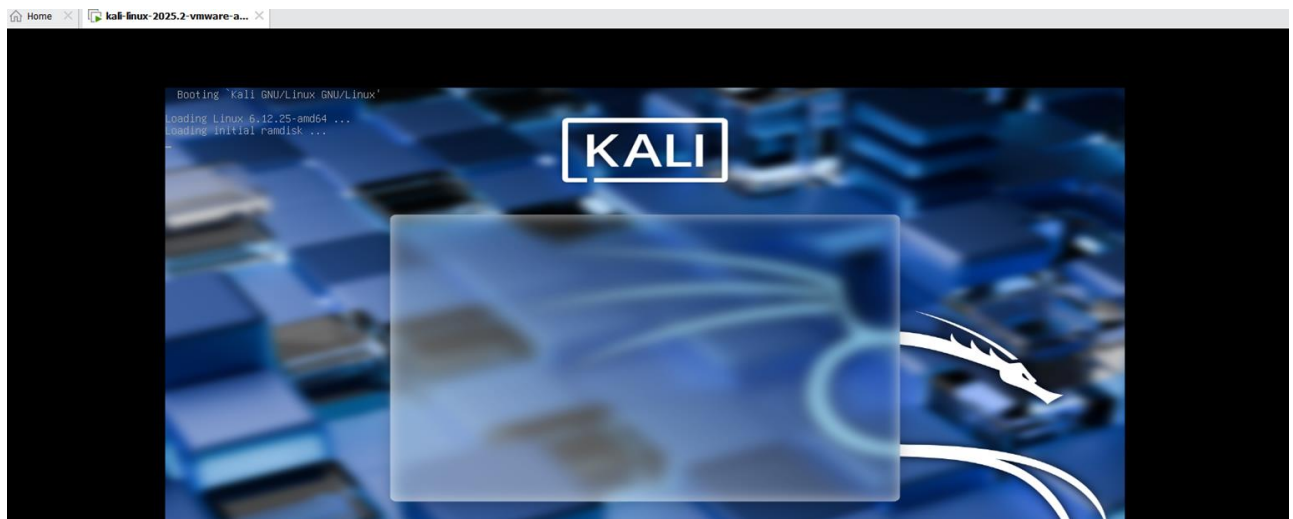 Home
kali-linux-2025.2-vmware-a...
Booting `Kali GNU/Linux GNU/Linux'
Loading Linux 6.12.25-amd64 ...
Loading initial ramdisk ...
KALI